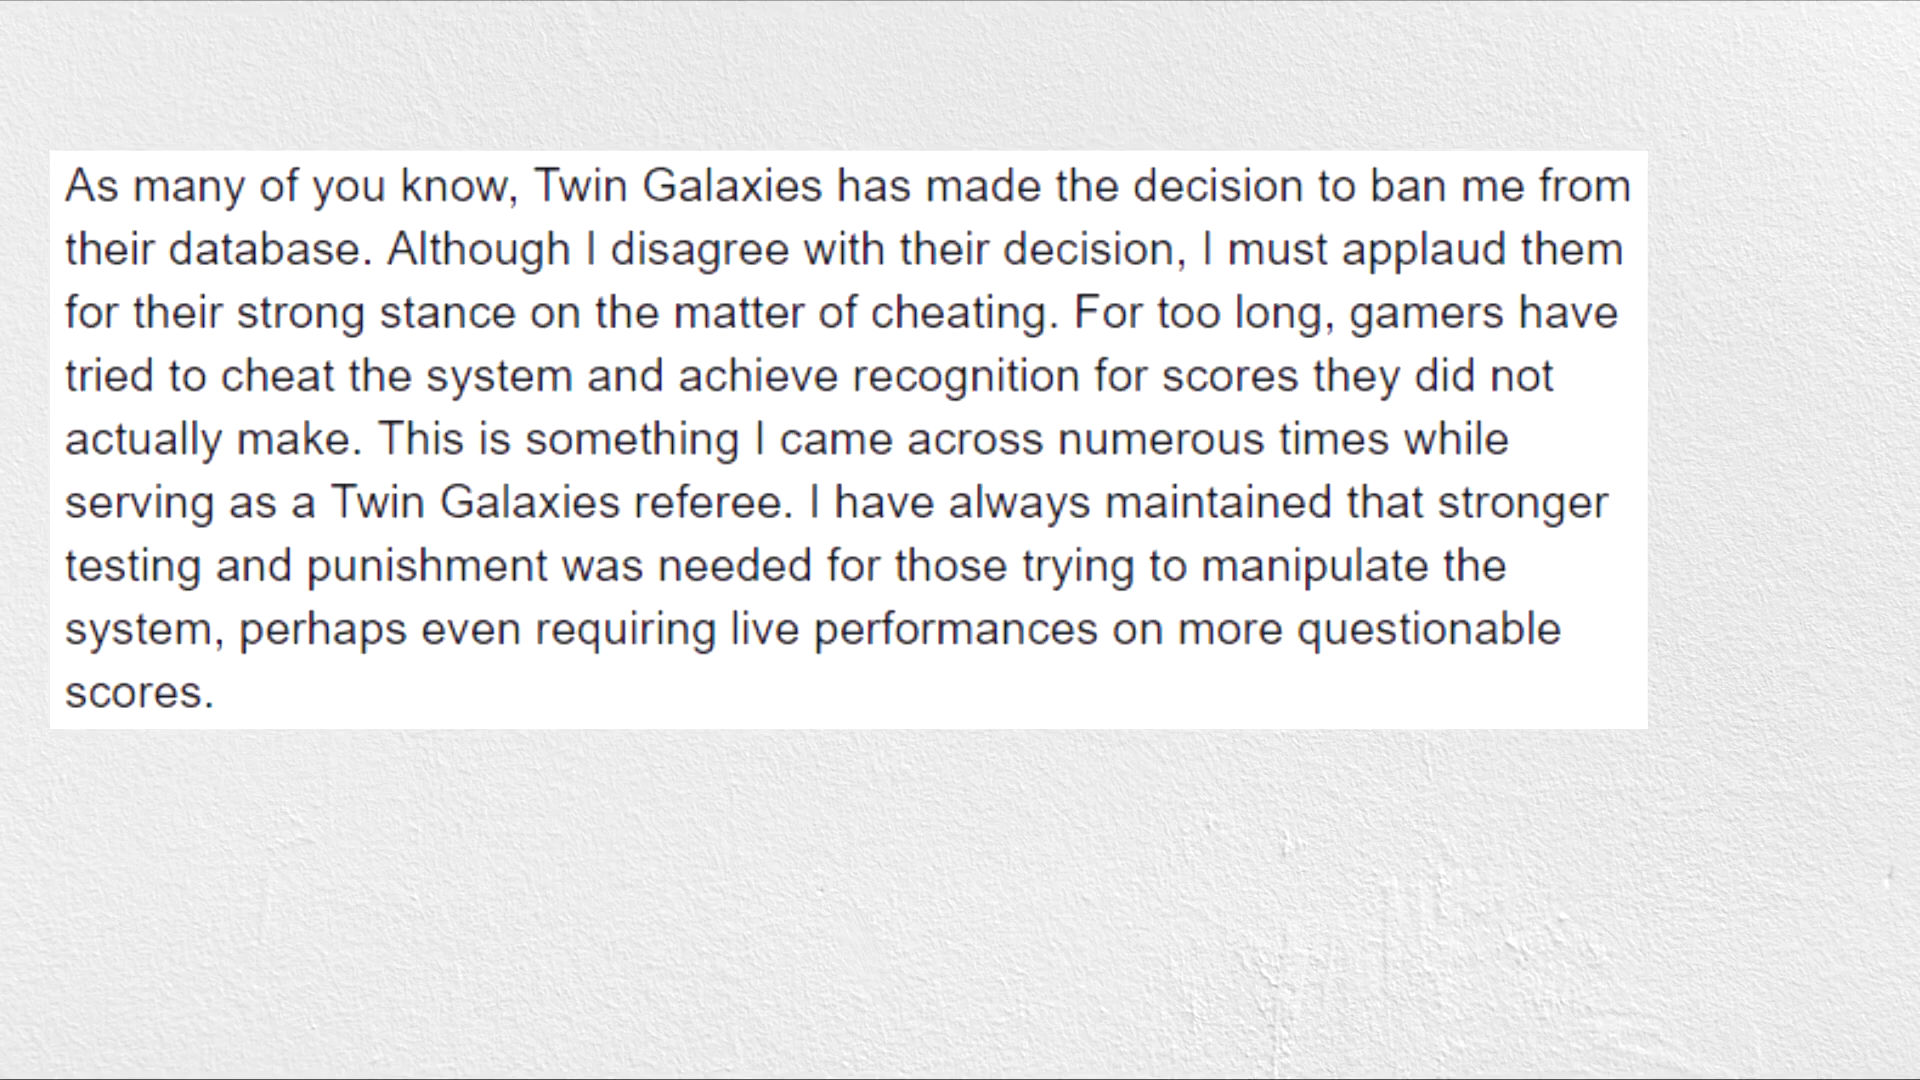 As many of you know, Twin Galaxies has made the decision to ban me from
their database. Although I disagree with their decision, I must applaud them
for their strong stance on the matter of cheating. For too long, gamers have
tried to cheat the system and achieve recognition for scores they did not
actually make. This is something I came across numerous times while
serving as a Twin Galaxies referee. I have always maintained that stronger
testing and punishment was needed for those trying to manipulate the
system, perhaps even requiring live performances on more questionable
scores.